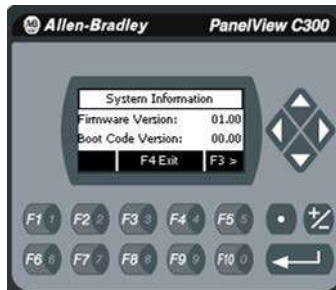 AB Allen-Bradley PanelView C300
System Information
Firmware Version: 01.00
Boot Code Version: 00.00
F4 Exit F3 >
F1 1 F2 2 F3 3 F4 4 F5 5 • +/-
F6 6 F7 7 F8 8 F9 9 F10 0